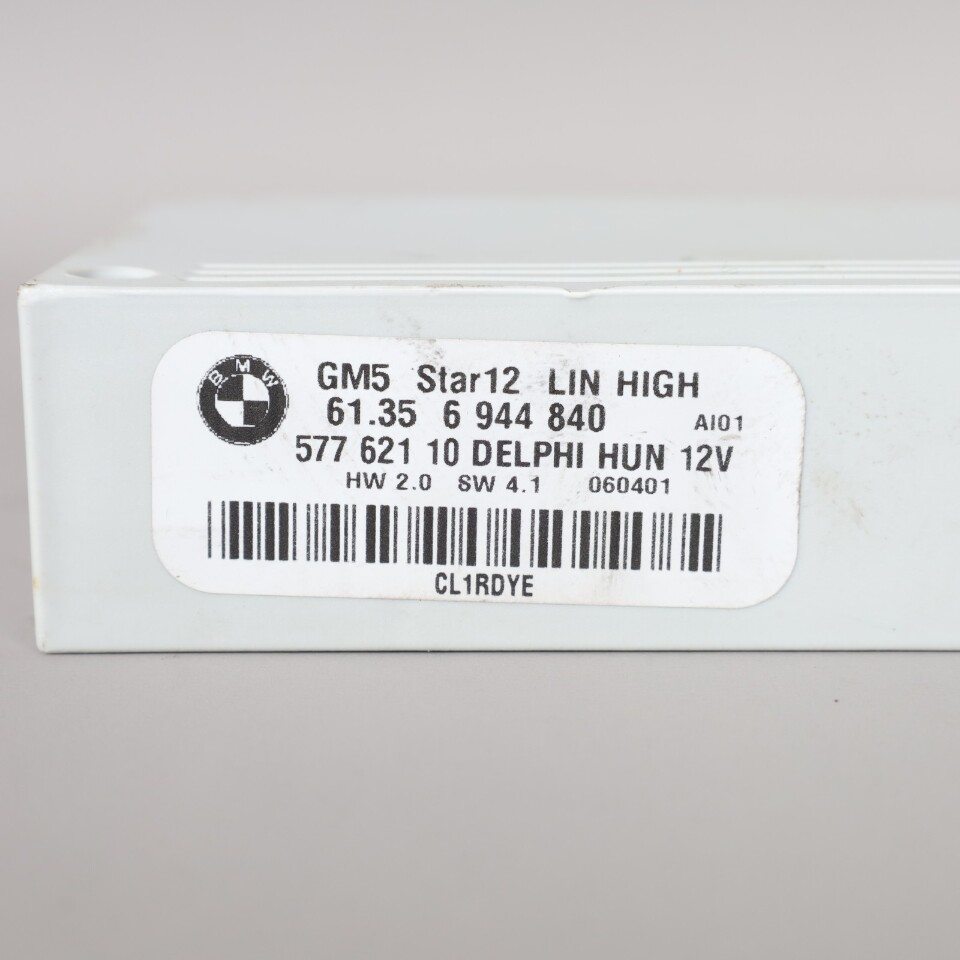 BMW
GM5 Star12 LIN HIGH
61.35 6 944 840 AI01
577 621 10 DELPHI HUN 12V
HW 2.0 SW 4.1 060401
CL1RDYE